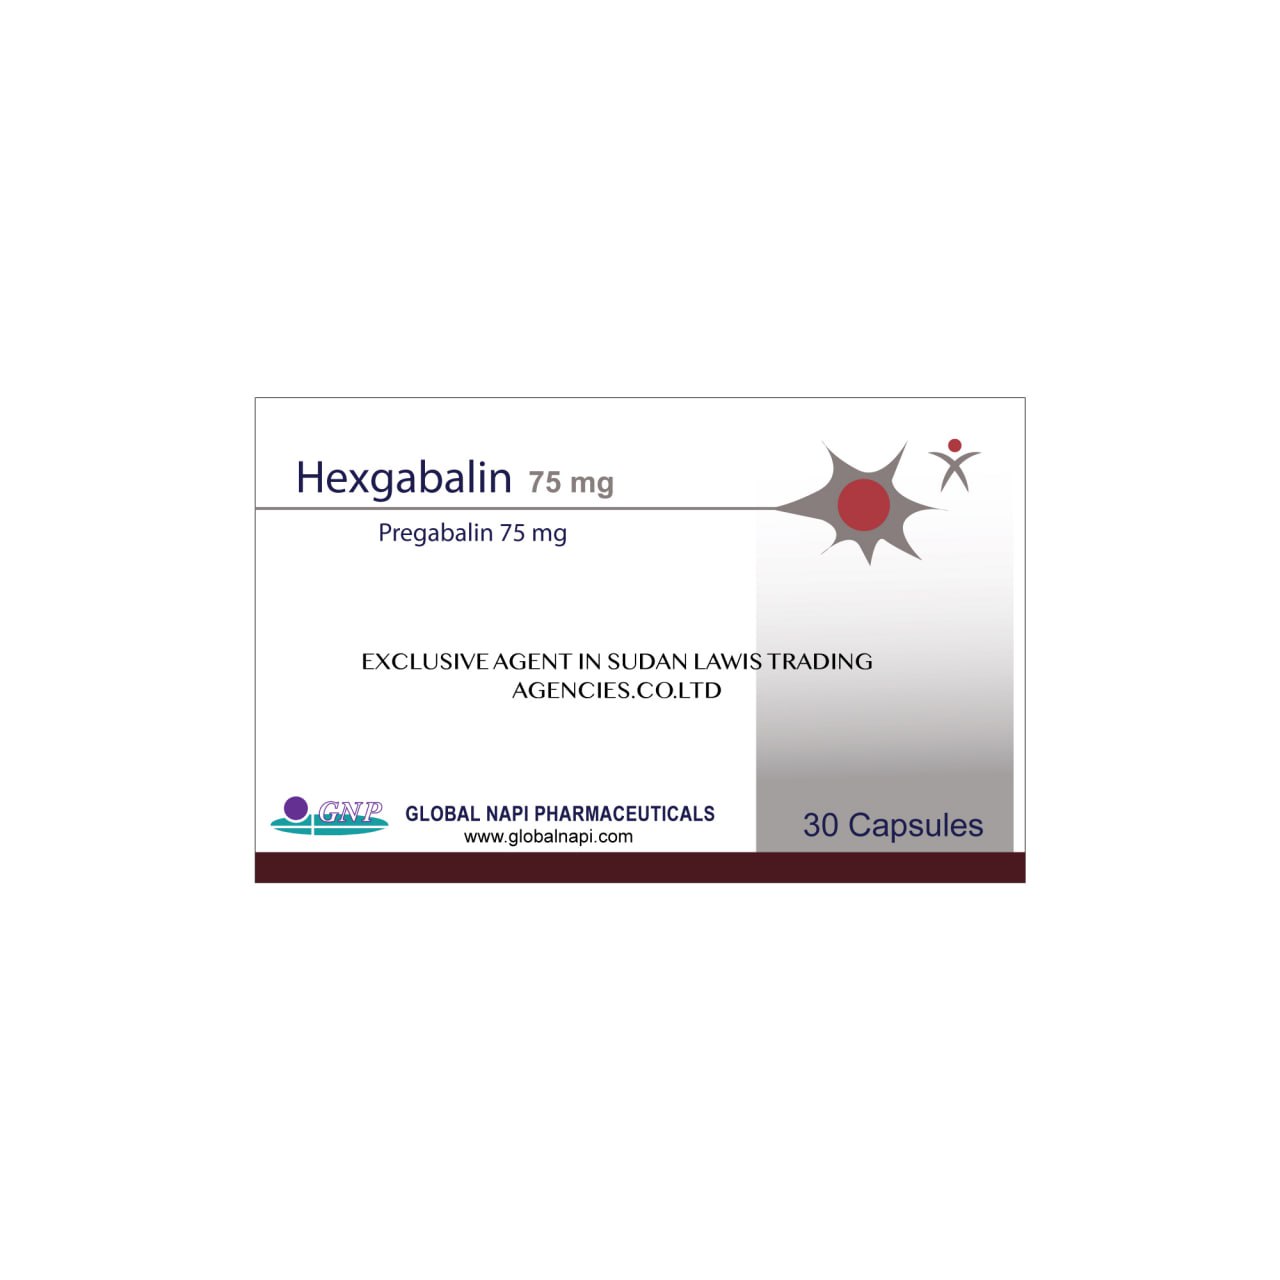 Hexgabalin 75 mg
Pregabalin 75 mg
EXCLUSIVE AGENT IN SUDAN LAWIS TRADING
AGENCIES.CO.LTD
GNP
GLOBAL NAPI PHARMACEUTICALS
www.globalnapi.com
30 Capsules